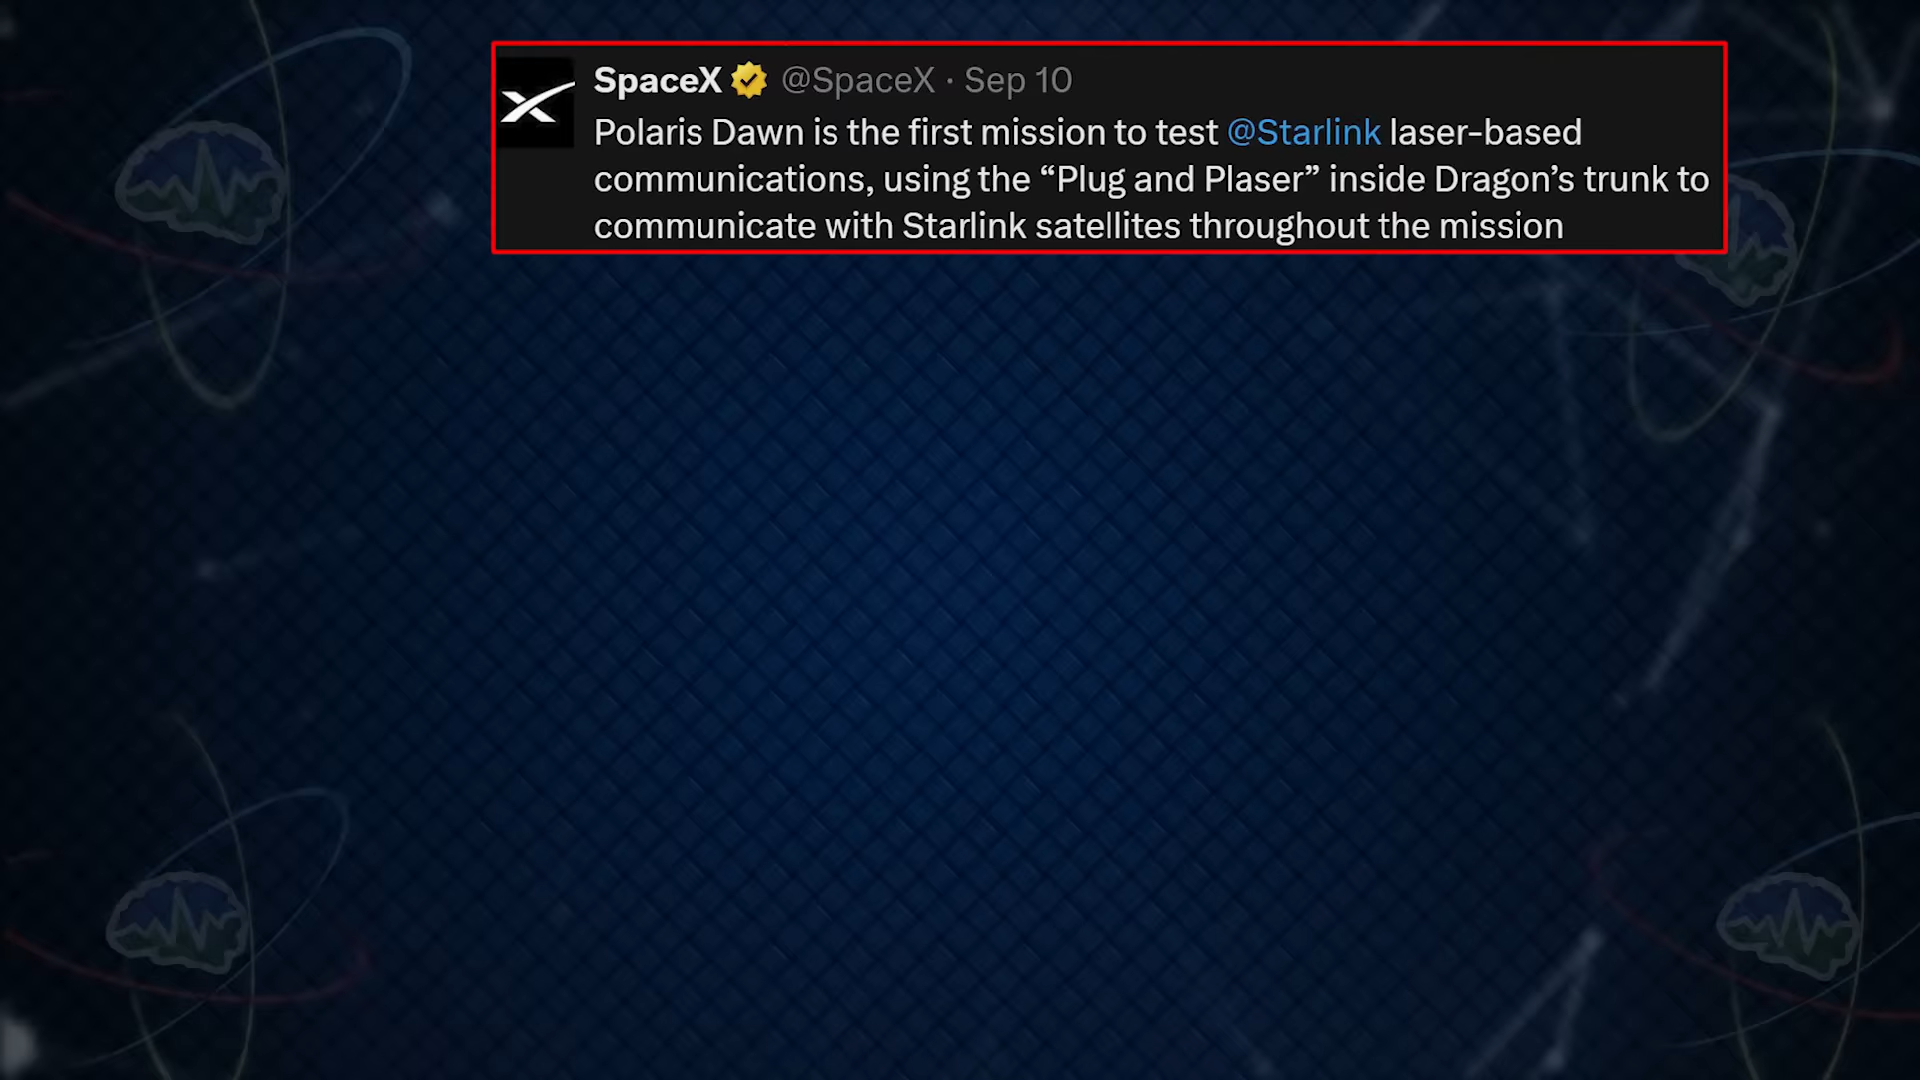 SpaceX @SpaceX · Sep 10
Polaris Dawn is the first mission to test @Starlink laser-based
communications, using the “Plug and Plaser” inside Dragon’s trunk to
communicate with Starlink satellites throughout the mission